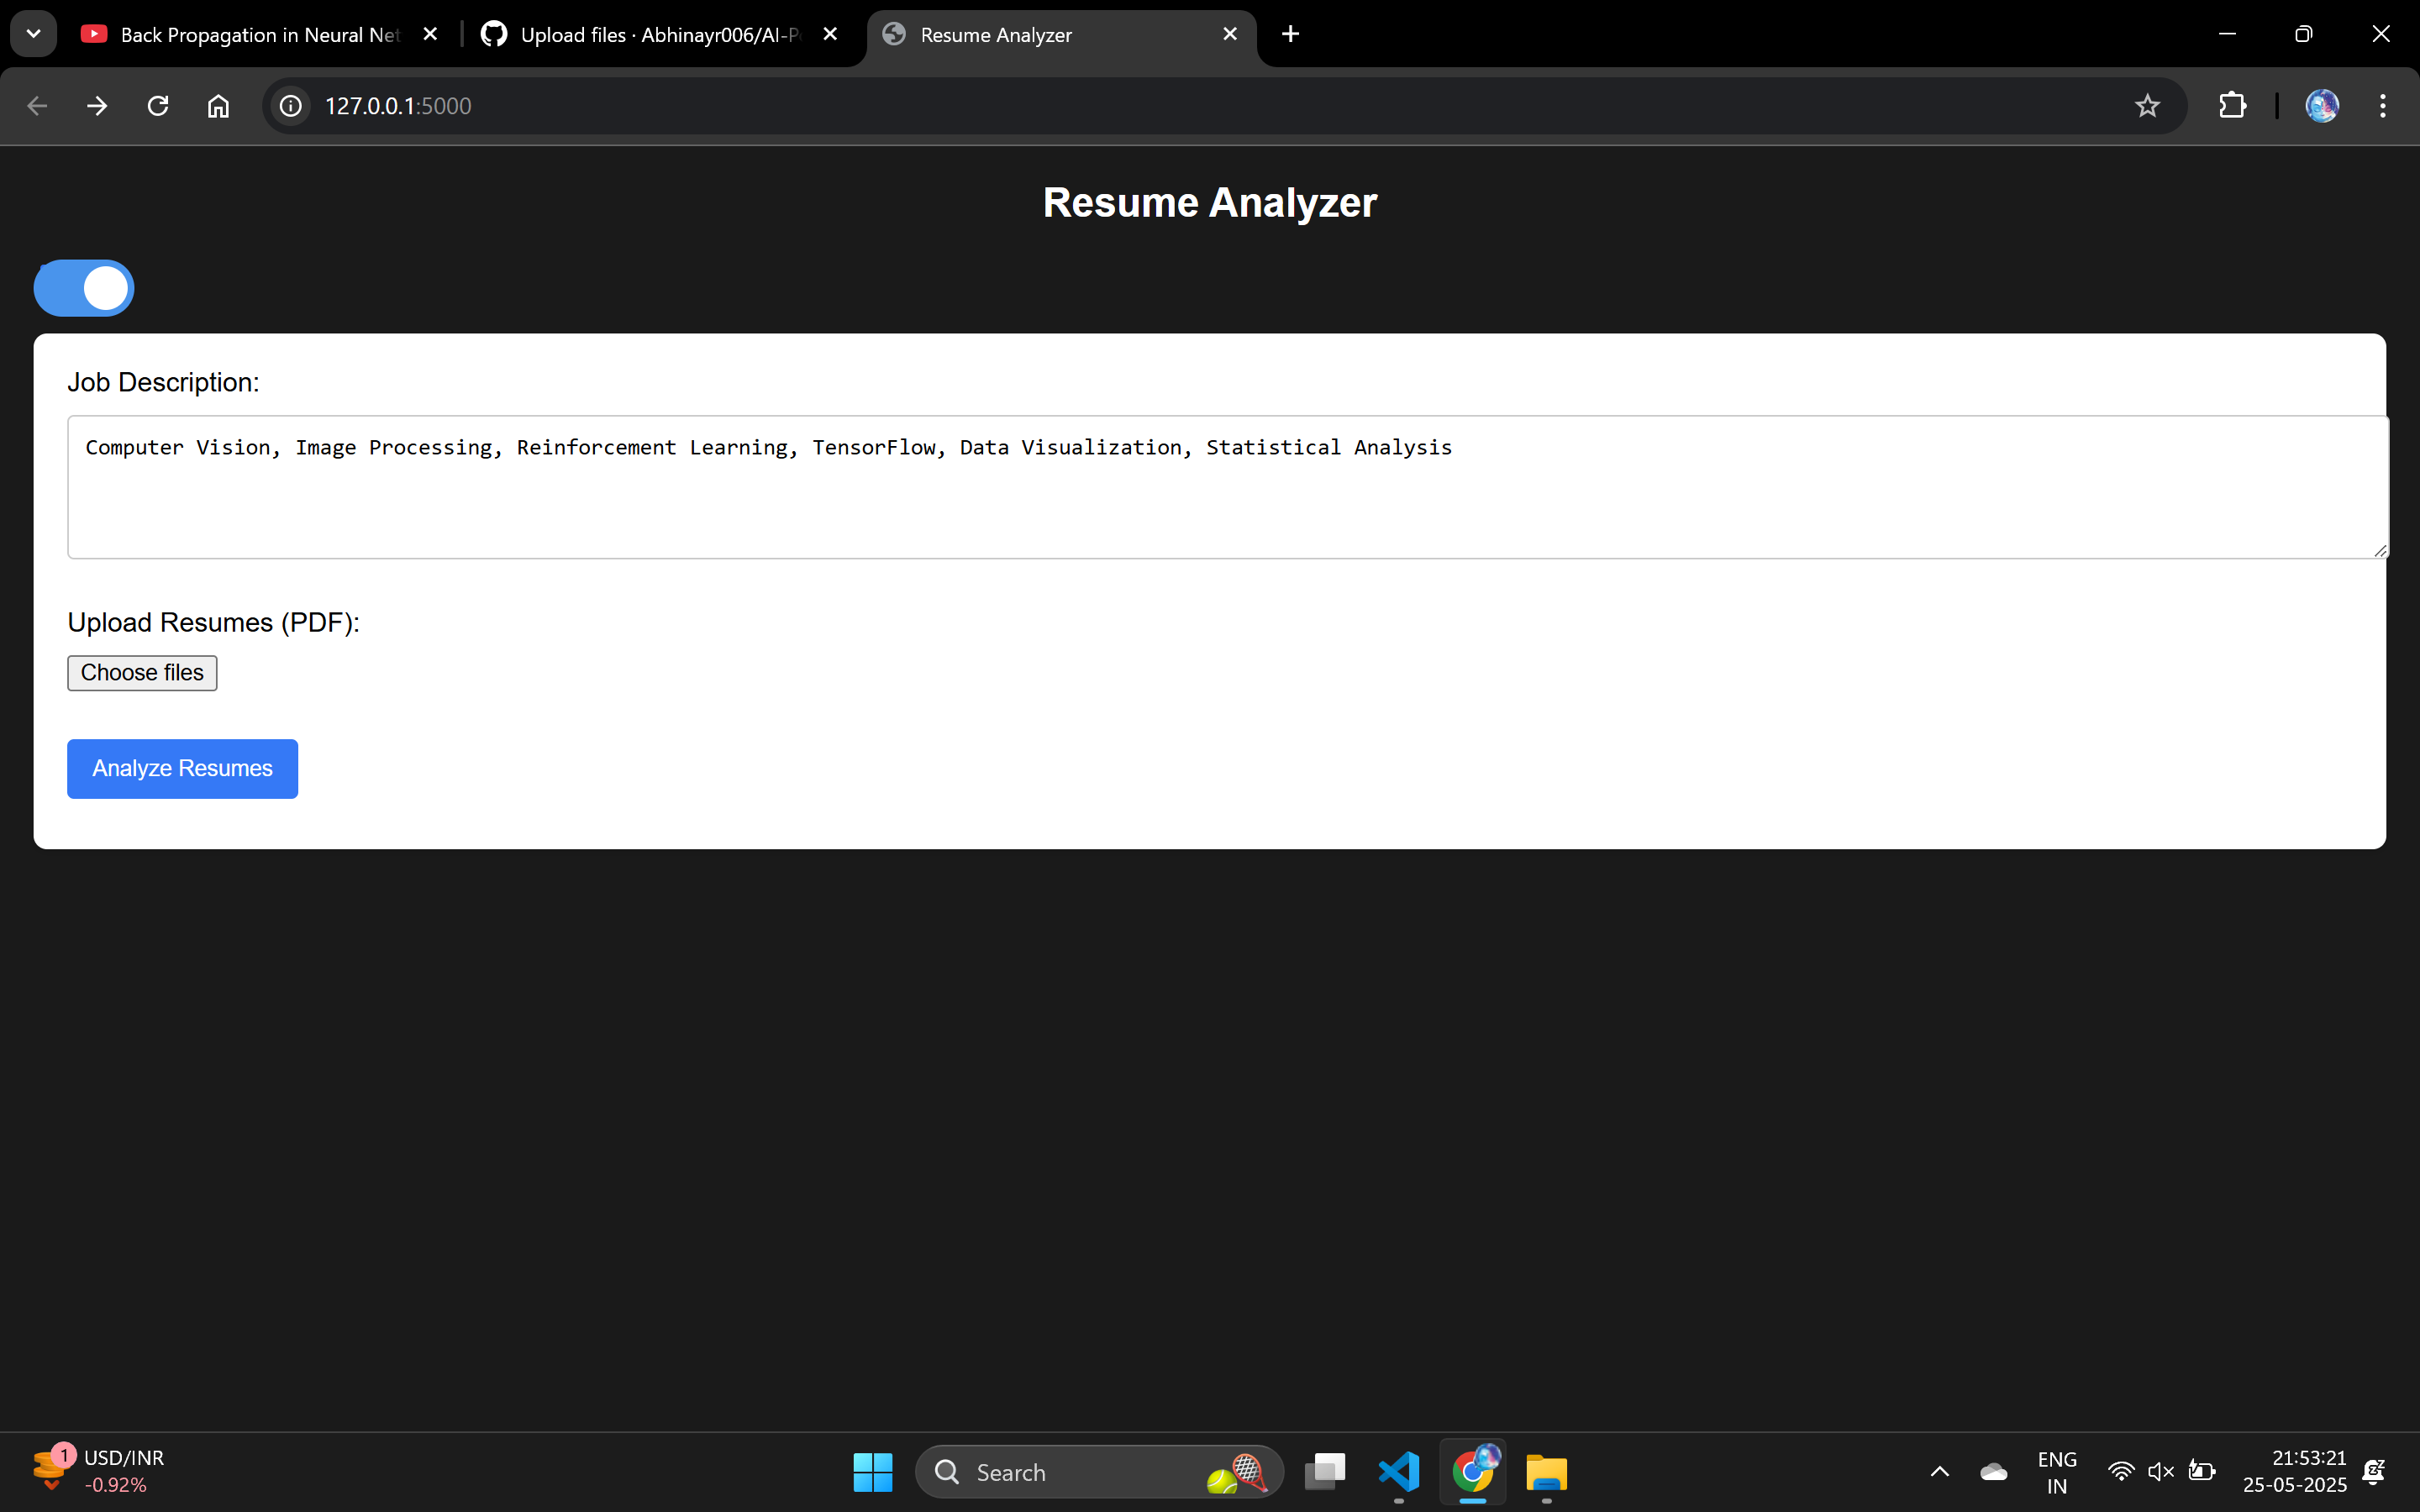 Back Propagation in Neural Net
Upload files · Abhinayr006/AI-P
Resume Analyzer
127.0.0.1:5000
Resume Analyzer
Job Description:
Computer Vision, Image Processing, Reinforcement Learning, TensorFlow, Data Visualization, Statistical Analysis
Upload Resumes (PDF):
Choose files
Analyze Resumes
1
USD/INR
-0.92%
Search
ENG
IN
21:53:21
25-05-2025